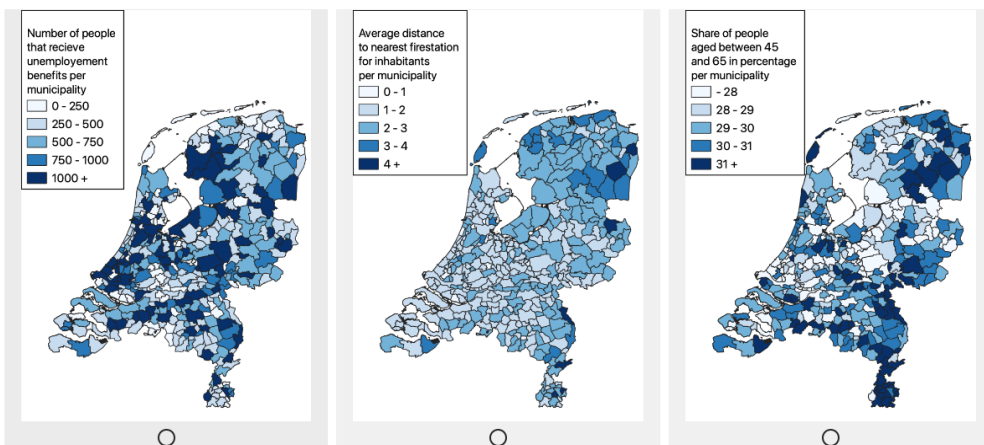 Number of people
that recieve
unemployement
benefits per
municipality
0 - 250
250 - 500
500 - 750
750 - 1000
1000 +
Average distance
to nearest firestation
for inhabitants
per municipality
0 - 1
1 - 2
2 - 3
3 - 4
4 +
Share of people
aged between 45
and 65 in percentage
per municipality
- 28
28 - 29
29 - 30
30 - 31
31 +